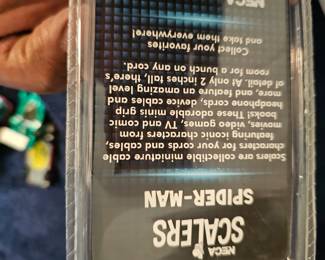 NECA
SCALERS
SPIDER-MAN
Scalers are collectible miniature cable
characters for your cords and cables,
featuring iconic characters from
movies, video games, TV, and comic
books! These adorable minis grip
headphone cords, device cables and
more, and feature an amazing level
of detail. At only 2 inches tall, there's
room for a bunch on any cord.
Collect your favorites
and take them everywhere!
NECA